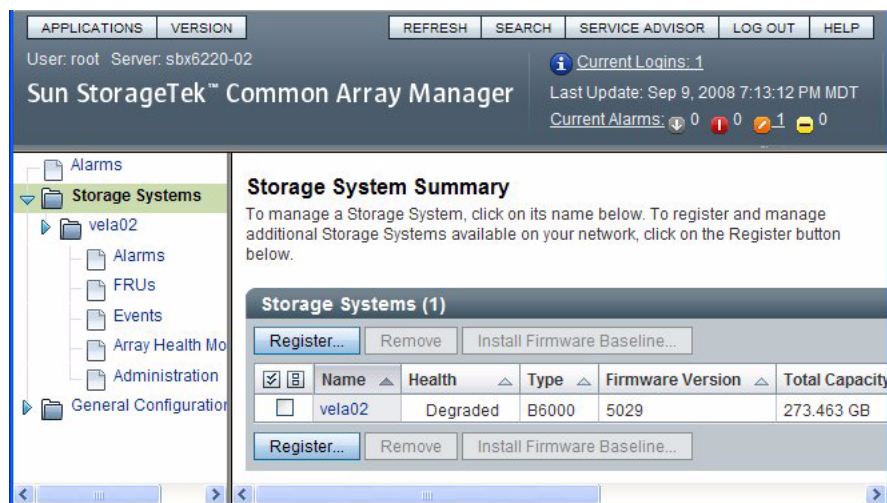 APPLICATIONS VERSION REFRESH SEARCH SERVICE ADVISOR LOG OUT HELP
User: root Server: sbx6220-02
Current Logins: 1
Sun StorageTek™ Common Array Manager
Last Update: Sep 9, 2008 7:13:12 PM MDT
Current Alarms: 0 0 1 0
Alarms
Storage Systems
vela02
Alarms
FRUs
Events
Array Health Mo
Administration
General Configuration
Storage System Summary
To manage a Storage System, click on its name below. To register and manage
additional Storage Systems available on your network, click on the Register button
below.
Storage Systems (1)
Register... Remove Install Firmware Baseline...
Name Health Type Firmware Version Total Capacity
vela02 Degraded B6000 5029 273.463 GB
Register... Remove Install Firmware Baseline...